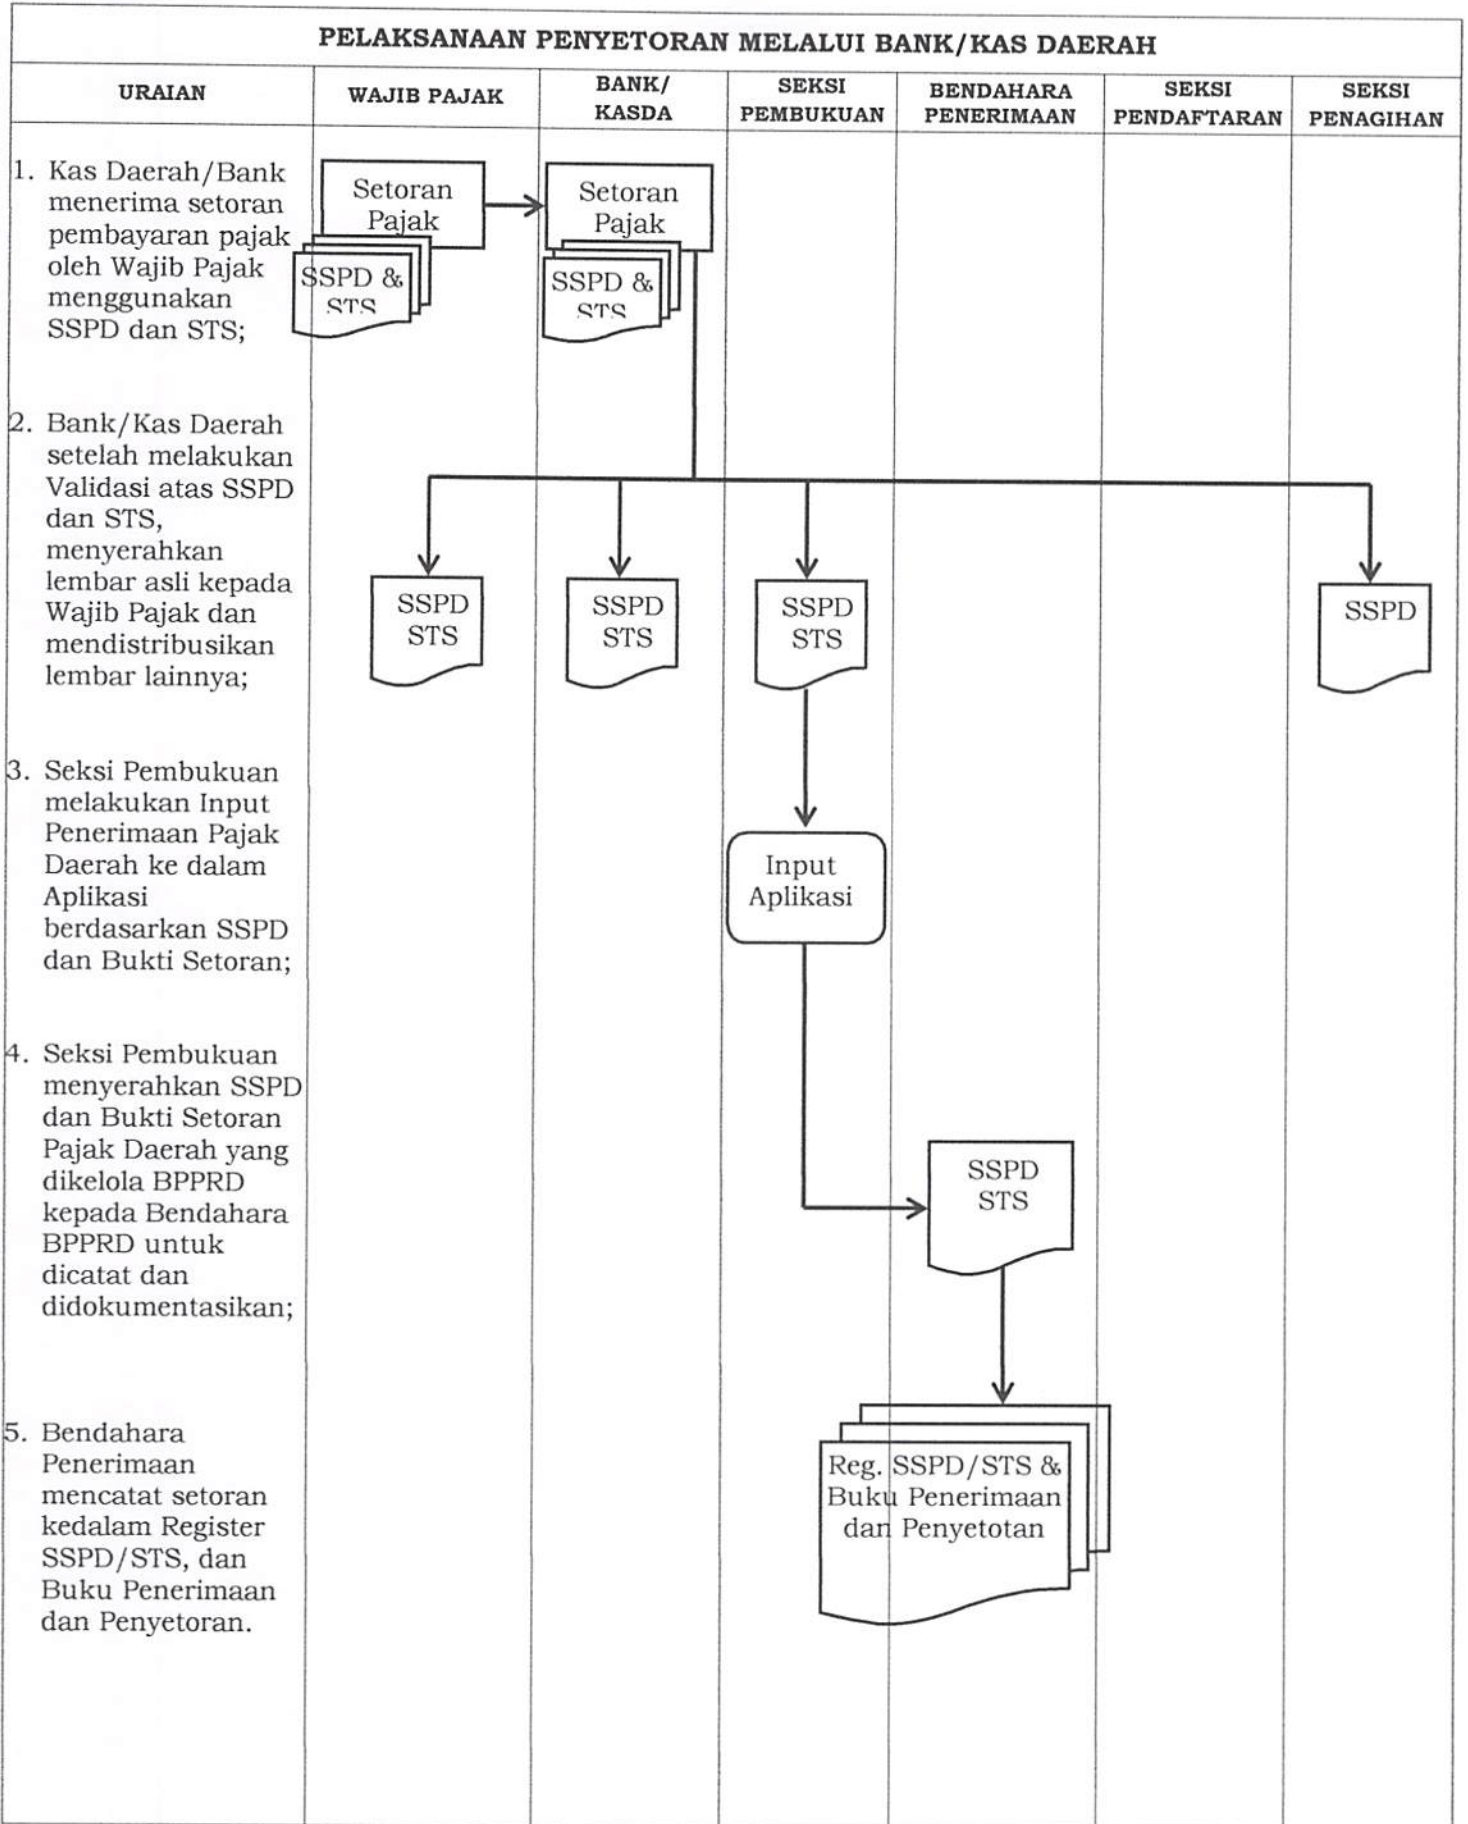 PELAKSANAAN PENYETORAN MELALUI BANK/KAS DAERAH
URAIAN
WAJIB PAJAK
BANK/
KASDA
SEKSI
PEMBUKUAN
BENDAHARA
PENERIMAAN
SEKSI
PENDAFTARAN
SEKSI
PENAGIHAN
1. Kas Daerah/Bank
menerima setoran
pembayaran pajak
oleh Wajib Pajak
menggunakan
SSPD dan STS;
Setoran
Pajak
SSPD &
STS
Setoran
Pajak
SSPD &
STS
2. Bank/Kas Daerah
setelah melakukan
Validasi atas SSPD
dan STS,
menyerahkan
lembar asli kepada
Wajib Pajak dan
mendistribusikan
lembar lainnya;
SSPD
STS
SSPD
STS
SSPD
STS
SSPD
3. Seksi Pembukuan
melakukan Input
Penerimaan Pajak
Daerah ke dalam
Aplikasi
berdasarkan SSPD
dan Bukti Setoran;
Input
Aplikasi
4. Seksi Pembukuan
menyerahkan SSPD
dan Bukti Setoran
Pajak Daerah yang
dikelola BPPRD
kepada Bendahara
BPPRD untuk
dicatat dan
didokumentasikan;
SSPD
STS
5. Bendahara
Penerimaan
mencatat setoran
kedalam Register
SSPD/STS, dan
Buku Penerimaan
dan Penyetoran.
Reg. SSPD/STS &
Buku Penerimaan
dan Penyetotan